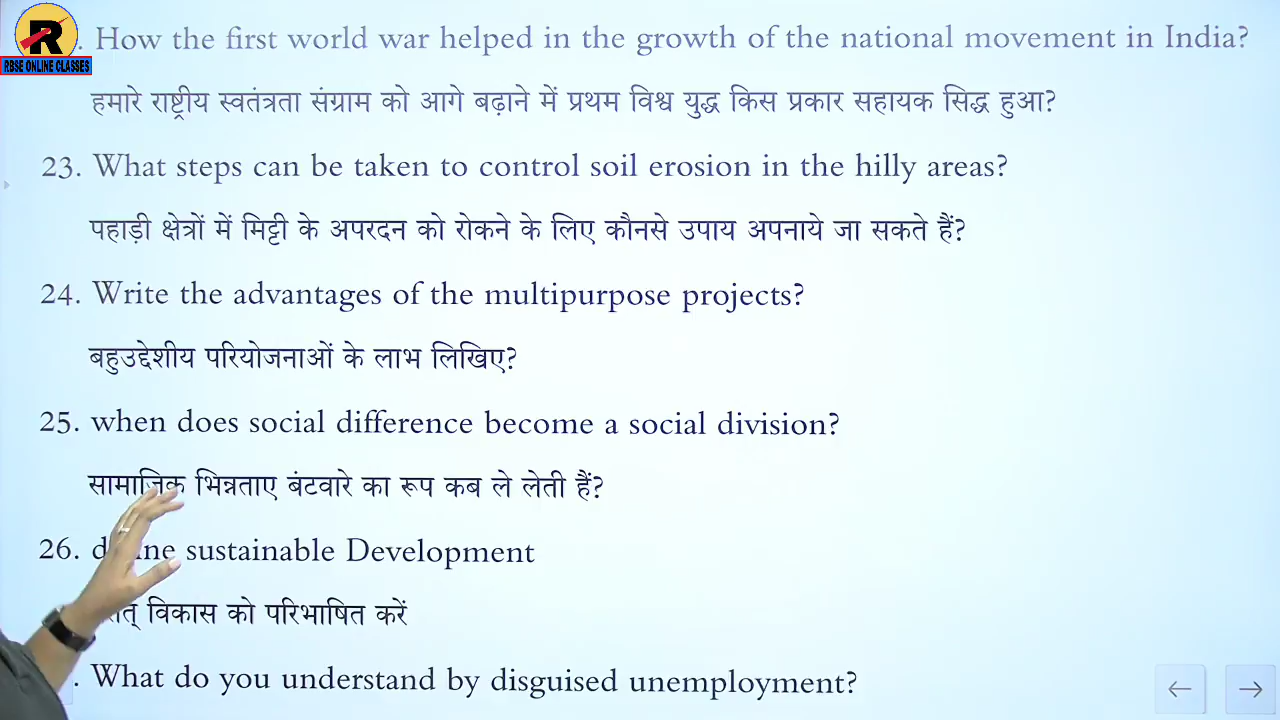 R
RBSE ONLINE CLASSES
. How the first world war helped in the growth of the national movement in India?
हमारे राष्ट्रीय स्वतंत्रता संग्राम को आगे बढ़ाने में प्रथम विश्व युद्ध किस प्रकार सहायक सिद्ध हुआ?
23. What steps can be taken to control soil erosion in the hilly areas?
पहाड़ी क्षेत्रों में मिट्टी के अपरदन को रोकने के लिए कौनसे उपाय अपनाये जा सकते हैं?
24. Write the advantages of the multipurpose projects?
बहुउद्देशीय परियोजनाओं के लाभ लिखिए?
25. when does social difference become a social division?
सामाजिक भिन्नताए बंटवारे का रूप कब ले लेती हैं?
26. define sustainable Development
विकास को परिभाषित करें
. What do you understand by disguised unemployment?